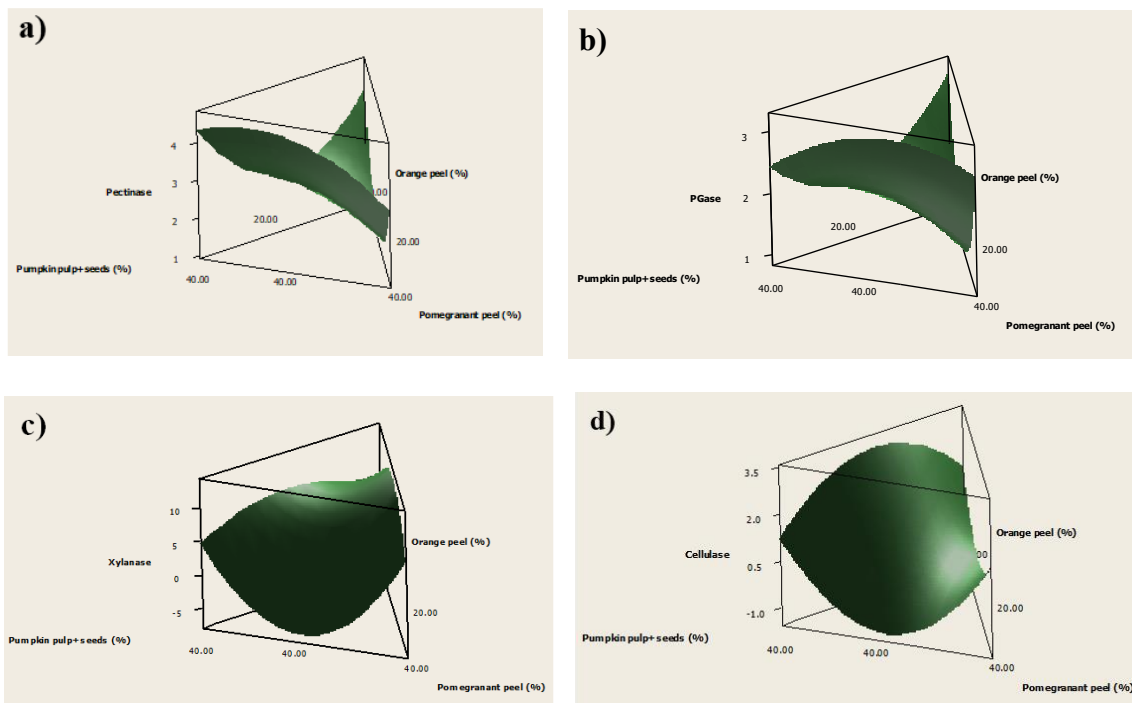 a)
4
3
2
1
Pectinase
Orange peel (%)
.00
20.00
20.00
Pumpkin pulp+seeds (%)
40.00
40.00
40.00
Pomegranant peel (%)
b)
3
2
1
PGase
Orange peel (%)
20.00
20.00
Pumpkin pulp+seeds (%)
40.00
40.00
40.00
Pomegranant peel (%)
c)
10
5
0
-5
Xylanase
Orange peel (%)
20.00
Pumpkin pulp+seeds (%)
40.00
40.00
40.00
Pomegranant peel (%)
d)
3.5
2.0
0.5
-1.0
Cellulase
Orange peel (%)
00
20.00
Pumpkin pulp+seeds (%)
40.00
40.00
40.00
Pomegranant peel (%)